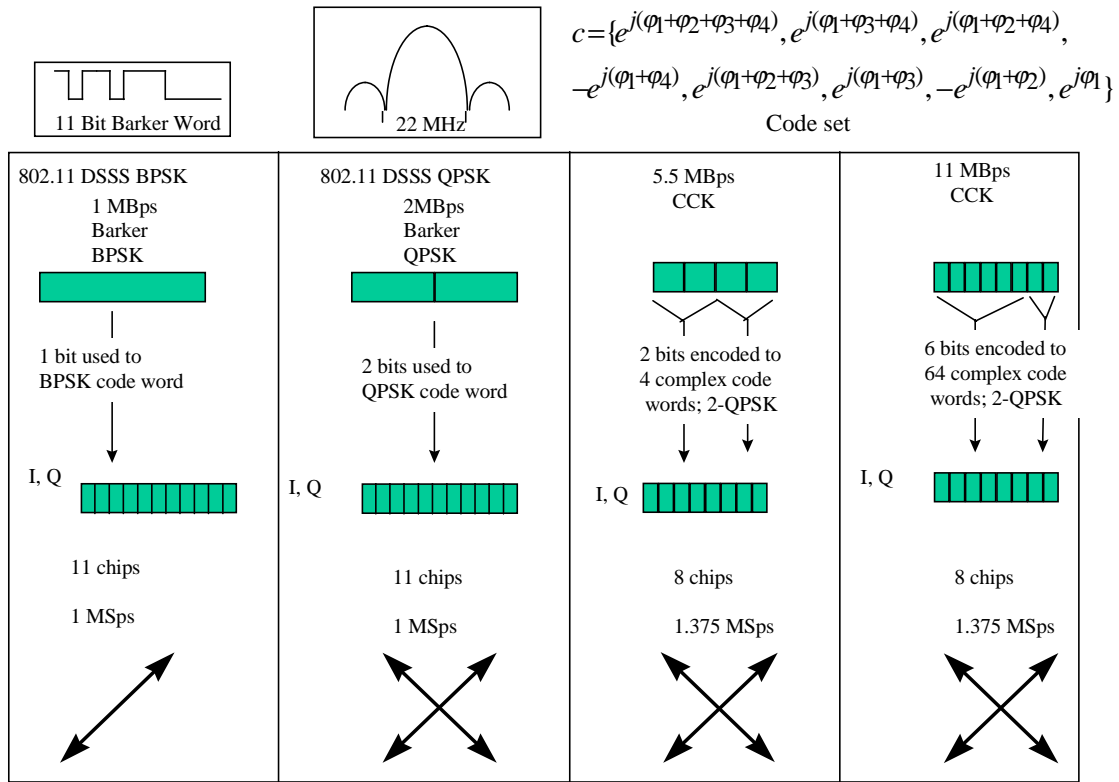 c={e^{j(φ1+φ2+φ3+φ4)}, e^{j(φ1+φ3+φ4)}, e^{j(φ1+φ2+φ4)},
−e^{j(φ1+φ4)}, e^{j(φ1+φ2+φ3)}, e^{j(φ1+φ3)}, −e^{j(φ1+φ2)}, e^{jφ1}}
Code set
11 Bit Barker Word
22 MHz
802.11 DSSS BPSK
1 MBps
Barker
BPSK
1 bit used to
BPSK code word
I, Q
11 chips
1 MSps
802.11 DSSS QPSK
2MBps
Barker
QPSK
2 bits used to
QPSK code word
I, Q
11 chips
1 MSps
5.5 MBps
CCK
2 bits encoded to
4 complex code
words; 2-QPSK
I, Q
8 chips
1.375 MSps
11 MBps
CCK
6 bits encoded to
64 complex code
words; 2-QPSK
I, Q
8 chips
1.375 MSps